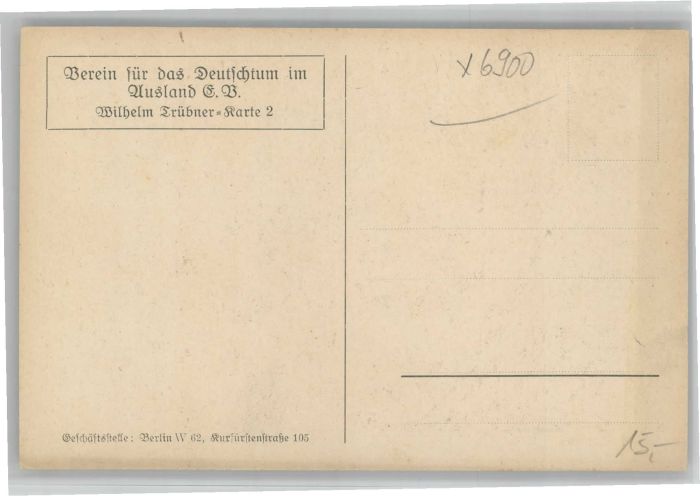 Verein für das Deutschtum im
Ausland E.V.
Wilhelm Trübner-Karte 2
x6900
Geschäftsstelle: Berlin W 62, Kurfürstenstraße 105
15,-